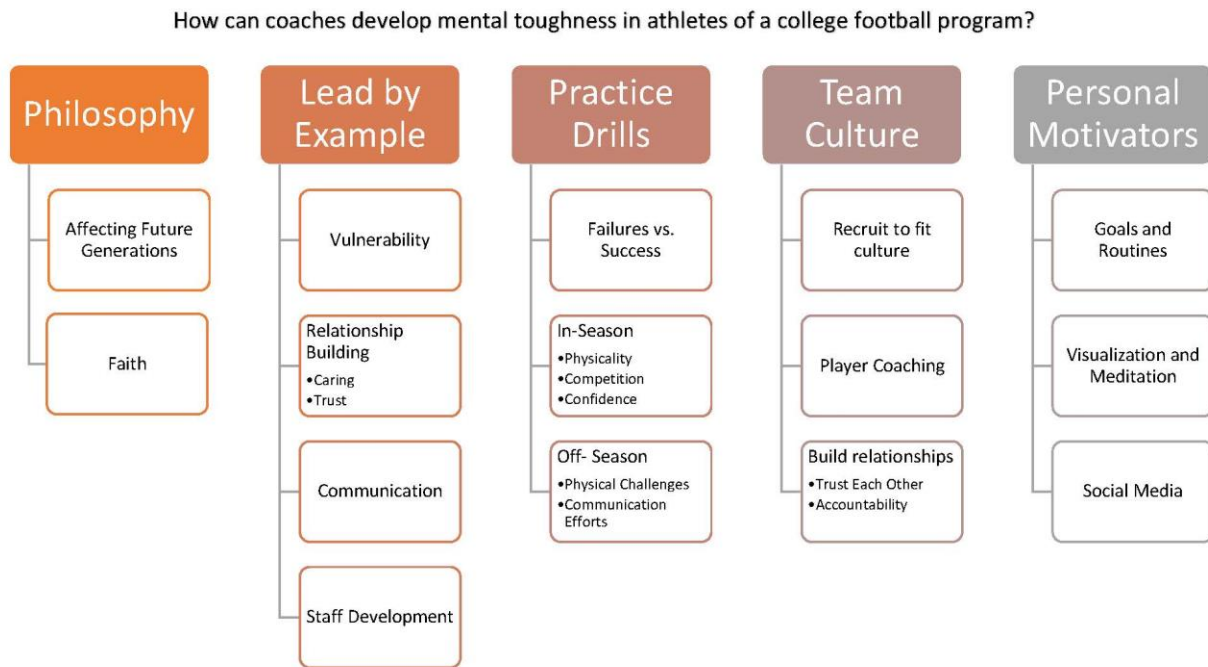 How can coaches develop mental toughness in athletes of a college football program?
Philosophy
Affecting Future
Generations
Faith
Lead by
Example
Vulnerability
Relationship
Building
•Caring
•Trust
Communication
Staff Development
Practice
Drills
Failures vs.
Success
In-Season
•Physicality
•Competition
•Confidence
Off- Season
•Physical Challenges
•Communication
Efforts
Team
Culture
Recruit to fit
culture
Player Coaching
Build relationships
•Trust Each Other
•Accountability
Personal
Motivators
Goals and
Routines
Visualization and
Meditation
Social Media